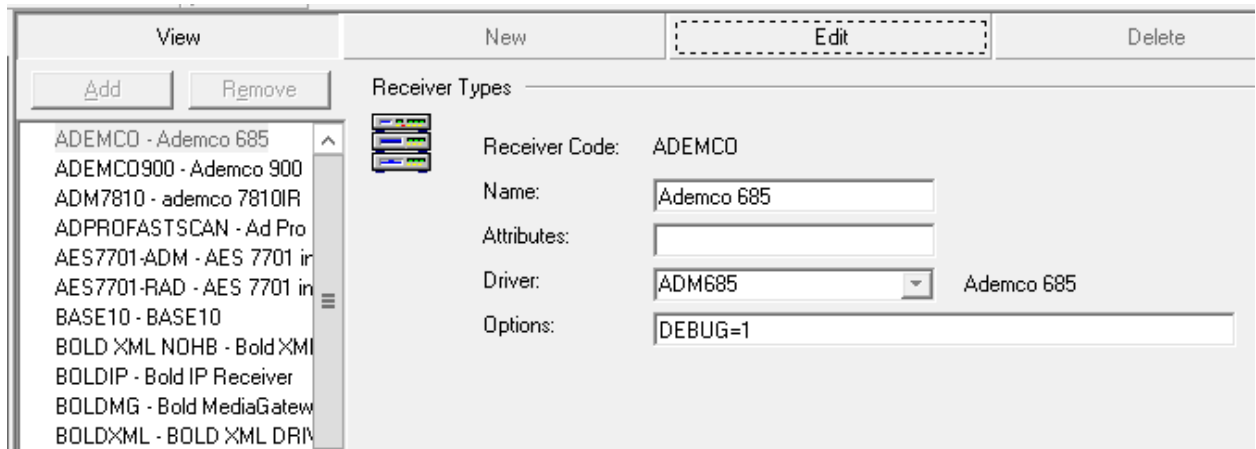 View New Edit Delete
Add Remove
Receiver Types
ADEMCO - Ademco 685
ADEMCO900 - Ademco 900
ADM7810 - ademco 7810IR
ADPROFASTSCAN - Ad Pro
AES7701-ADM - AES 7701 in
AES7701-RAD - AES 7701 in
BASE10 - BASE10
BOLD XML NOHB - Bold XML
BOLDIP - Bold IP Receiver
BOLDMG - Bold MediaGatew
BOLDXML - BOLD XML DRIV
Receiver Code: ADEMCO
Name: Ademco 685
Attributes:
Driver: ADM685 Ademco 685
Options: DEBUG=1